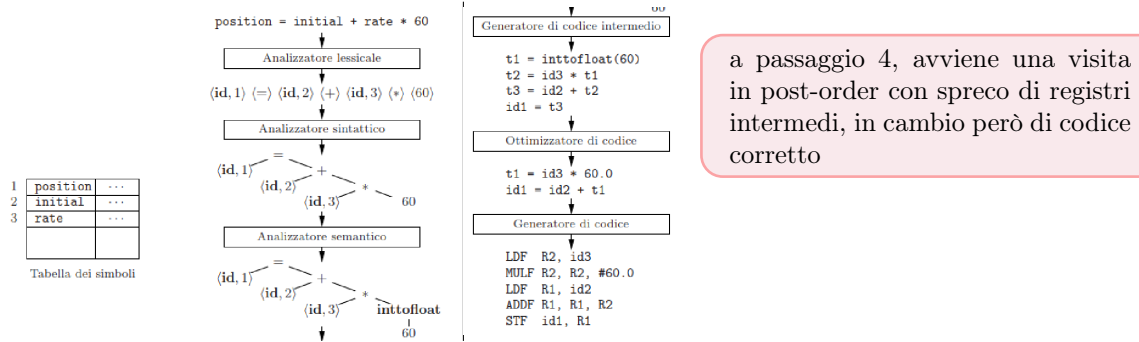 1 position ...
2 initial ...
3 rate ...
Tabella dei simboli
position = initial + rate * 60
Analizzatore lessicale
⟨id, 1⟩ ⟨=⟩ ⟨id, 2⟩ ⟨+⟩ ⟨id, 3⟩ ⟨*⟩ ⟨60⟩
Analizzatore sintattico
=
⟨id, 1⟩ +
⟨id, 2⟩ *
⟨id, 3⟩ 60
Analizzatore semantico
=
⟨id, 1⟩ +
⟨id, 2⟩ *
⟨id, 3⟩ inttofloat
60
60
Generatore di codice intermedio
t1 = inttofloat(60)
t2 = id3 * t1
t3 = id2 + t2
id1 = t3
Ottimizzatore di codice
t1 = id3 * 60.0
id1 = id2 + t1
Generatore di codice
LDF R2, id3
MULF R2, R2, #60.0
LDF R1, id2
ADDF R1, R1, R2
STF id1, R1
a passaggio 4, avviene una visita
in post-order con spreco di registri
intermedi, in cambio però di codice
corretto